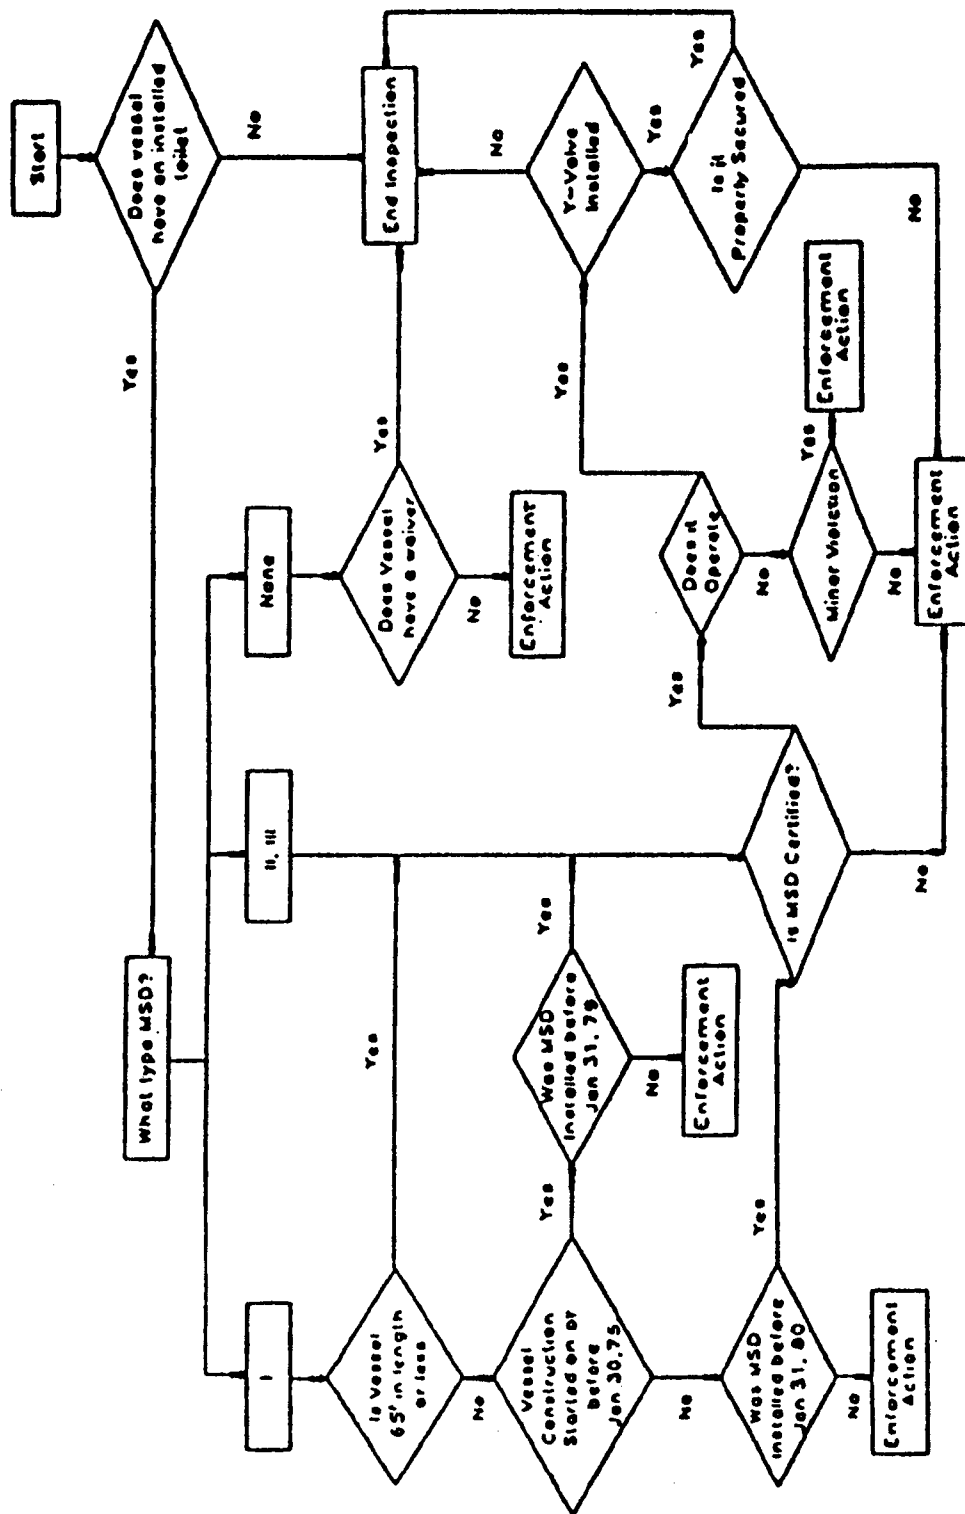 Start
Does vessel
have an installed
toilet
No
Yes
What type MSD?
I
II, III
None
Is Vessel
65' in length
or less
Yes
No
Vessel
Construction
Started on or
before
Jan 30, 75
Yes
No
Was MSD
Installed before
Jan 31, 79
Yes
No
Enforcement
Action
Was MSD
Installed before
Jan 31, 80
Yes
No
Enforcement
Action
Does Vessel
have a waiver
Yes
No
Enforcement
Action
End Inspection
Is MSD Certified?
Yes
No
Does it
Operate
Yes
No
Minor Violation
Yes
No
Enforcement
Action
Enforcement
Action
Y-Valve
Installed
No
Yes
Is it
Property Secured
Yes
No